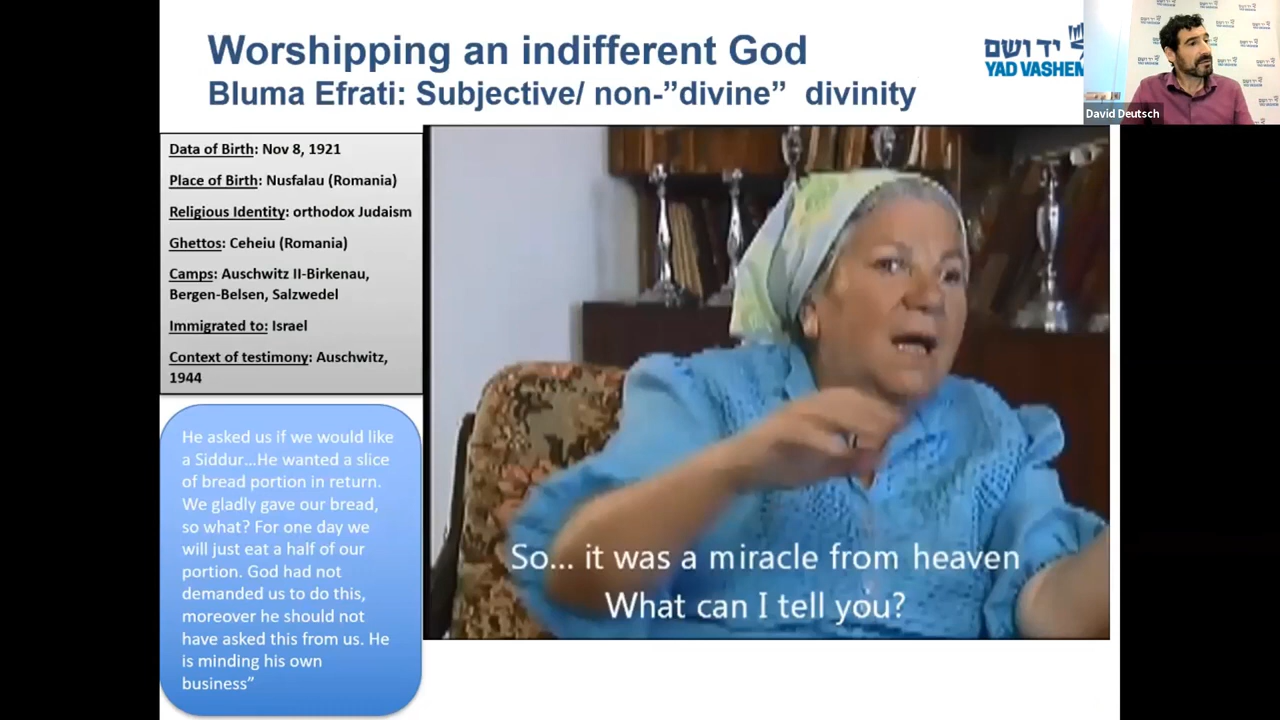 Worshipping an indifferent God
Bluma Efrati: Subjective/ non-”divine” divinity
יד ושם
YAD VASHEM
David Deutsch
Data of Birth: Nov 8, 1921
Place of Birth: Nusfalau (Romania)
Religious Identity: orthodox Judaism
Ghettos: Ceheiu (Romania)
Camps: Auschwitz II-Birkenau,
Bergen-Belsen, Salzwedel
Immigrated to: Israel
Context of testimony: Auschwitz,
1944
He asked us if we would like
a Siddur...He wanted a slice
of bread portion in return.
We gladly gave our bread,
so what? For one day we
will just eat a half of our
portion. God had not
demanded us to do this,
moreover he should not
have asked this from us. He
is minding his own
business”
So... it was a miracle from heaven
What can I tell you?